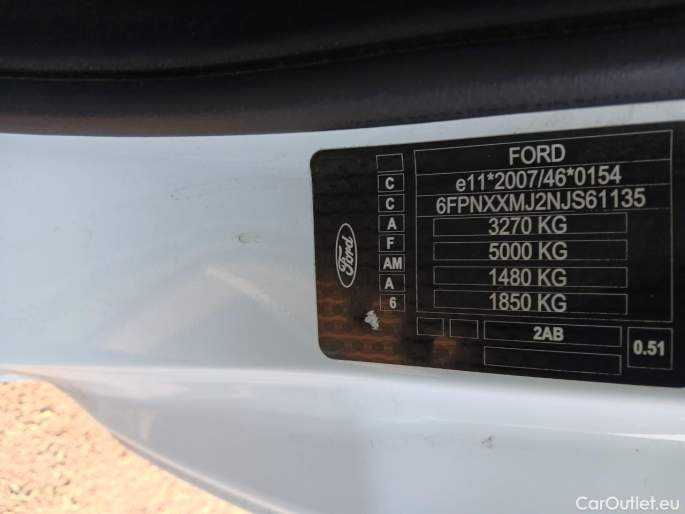 FORD
C e11*2007/46*0154
C 6FPNXXMJ2NJS61135
A 3270 KG
F 5000 KG
AM 1480 KG
A 1850 KG
6
Ford
2AB
0.51
CarOutlet.eu